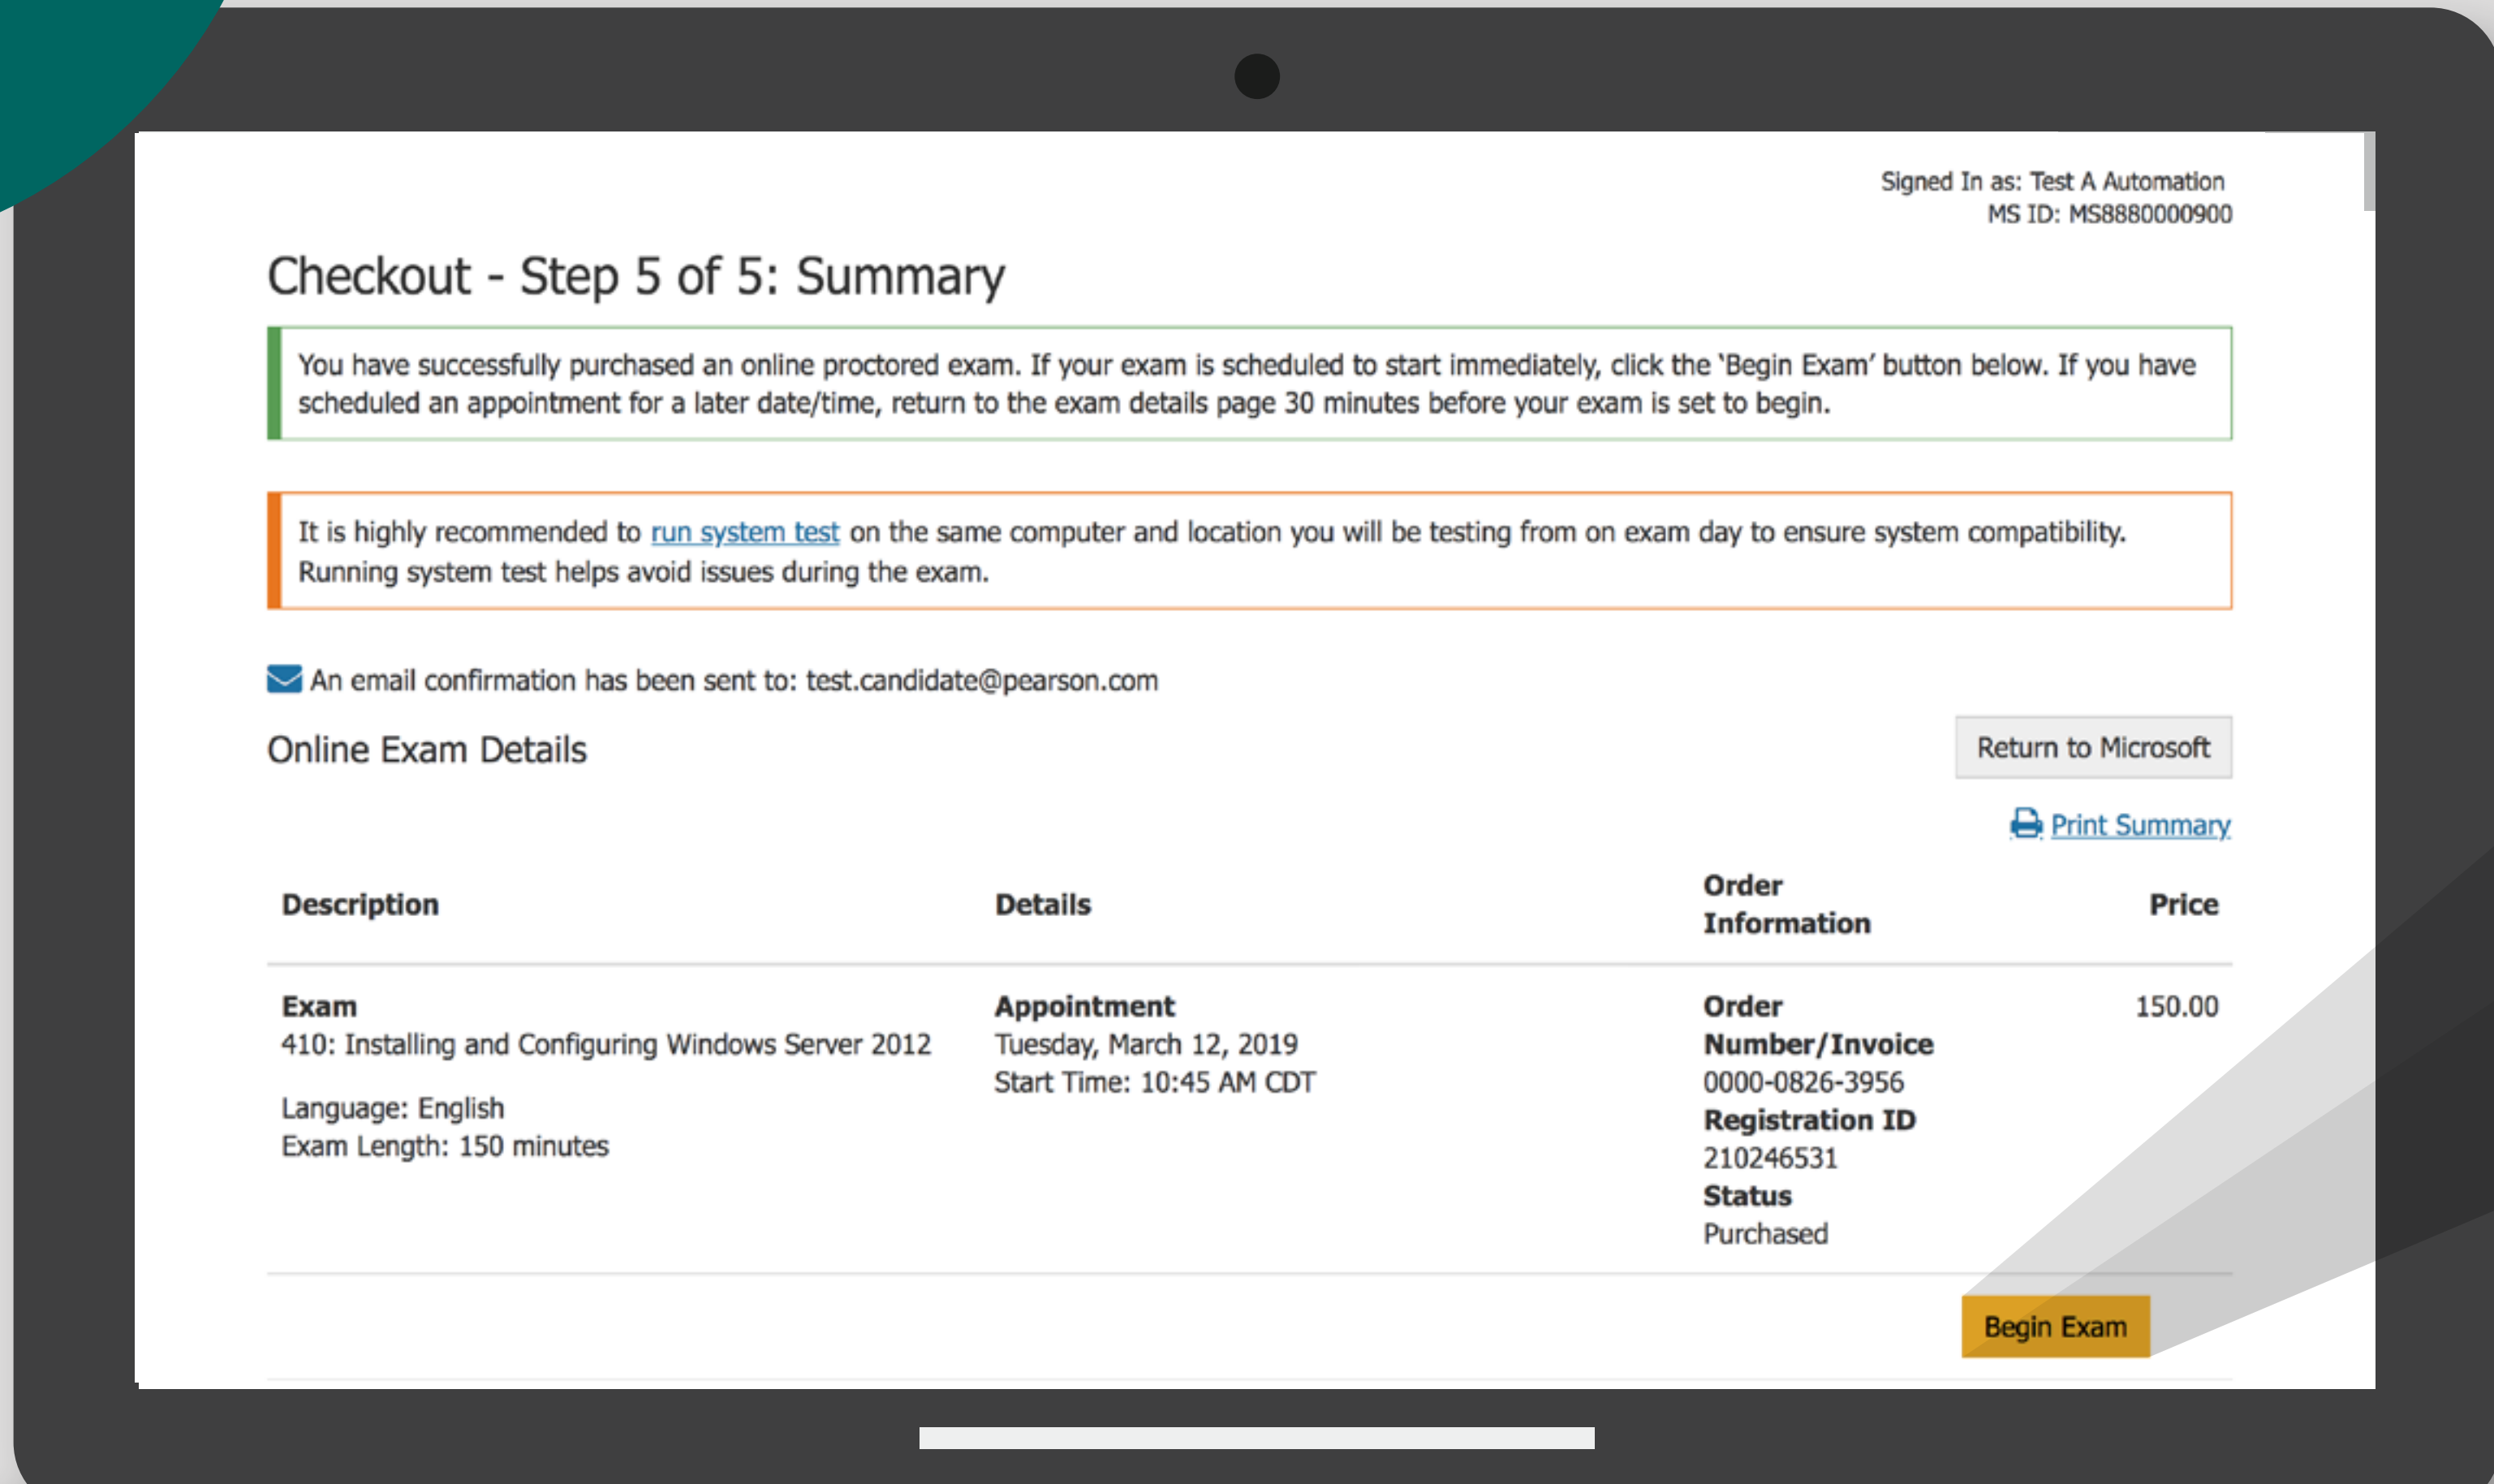 Signed In as: Test A Automation
MS ID: MS8880000900
Checkout - Step 5 of 5: Summary
You have successfully purchased an online proctored exam. If your exam is scheduled to start immediately, click the ‘Begin Exam’ button below. If you have
scheduled an appointment for a later date/time, return to the exam details page 30 minutes before your exam is set to begin.
It is highly recommended to run system test on the same computer and location you will be testing from on exam day to ensure system compatibility.
Running system test helps avoid issues during the exam.
An email confirmation has been sent to: test.candidate@pearson.com
Online Exam Details
Return to Microsoft
Print Summary
Description
Details
Order
Information
Price
Exam
410: Installing and Configuring Windows Server 2012
Language: English
Exam Length: 150 minutes
Appointment
Tuesday, March 12, 2019
Start Time: 10:45 AM CDT
Order
Number/Invoice
0000-0826-3956
Registration ID
210246531
Status
Purchased
150.00
Begin Exam